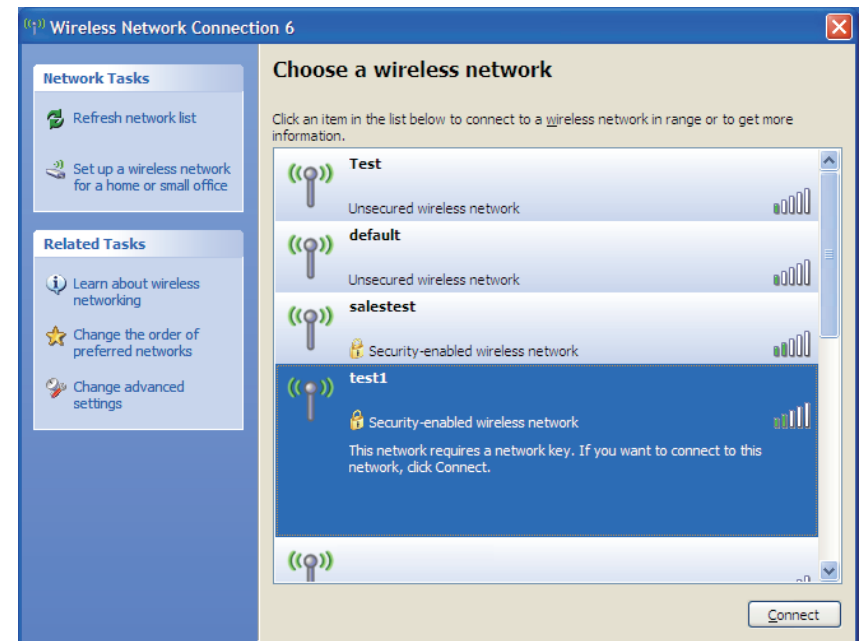 Wireless Network Connection 6
Network Tasks
Refresh network list
Set up a wireless network
for a home or small office
Related Tasks
Learn about wireless
networking
Change the order of
preferred networks
Change advanced
settings
Choose a wireless network
Click an item in the list below to connect to a wireless network in range or to get more
information.
Test
Unsecured wireless network
default
Unsecured wireless network
salestest
Security-enabled wireless network
test1
Security-enabled wireless network
This network requires a network key. If you want to connect to this
network, click Connect.
Connect